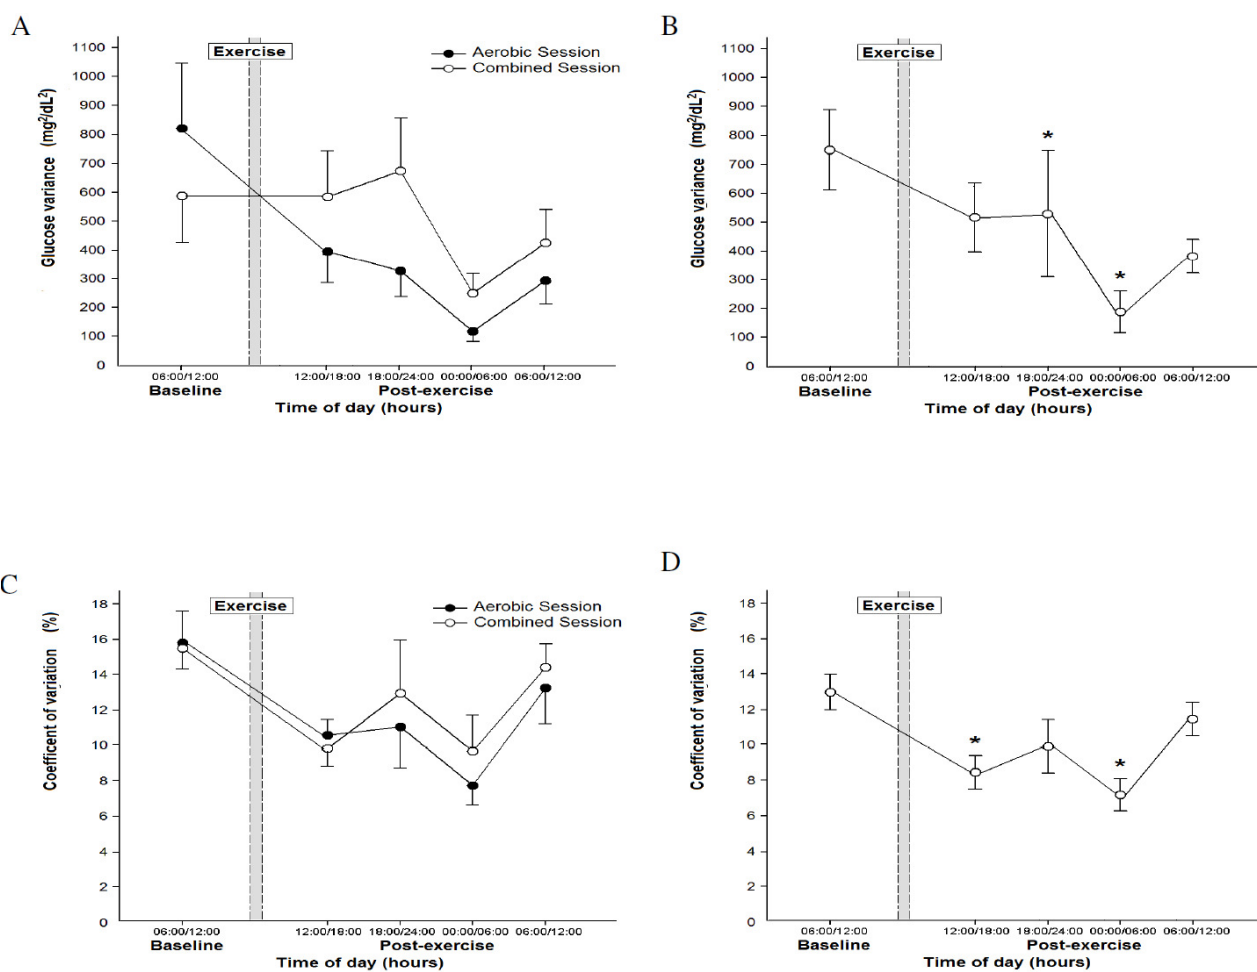 A
Exercise
Aerobic Session
Combined Session
Glucose variance (mg²/dL²)
1100
1000
900
800
700
600
500
400
300
200
100
0
06:00/12:00 12:00/18:00 18:00/24:00 00:00/06:00 06:00/12:00
Baseline Post-exercise
Time of day (hours)
B
Exercise
Glucose variance (mg²/dL²)
1100
1000
900
800
700
600
500
400
300
200
100
0
*
*
06:00/12:00 12:00/18:00 18:00/24:00 00:00/06:00 06:00/12:00
Baseline Post-exercise
Time of day (hours)
C
Exercise
Aerobic Session
Combined Session
Coefficent of variation (%)
18
16
14
12
10
8
6
4
2
0
06:00/12:00 12:00/18:00 18:00/24:00 00:00/06:00 06:00/12:00
Baseline Post-exercise
Time of day (hours)
D
Exercise
Coefficent of variation (%)
18
16
14
12
10
8
6
4
2
0
*
*
06:00/12:00 12:00/18:00 18:00/24:00 00:00/06:00 06:00/12:00
Baseline Post-exercise
Time of day (hours)